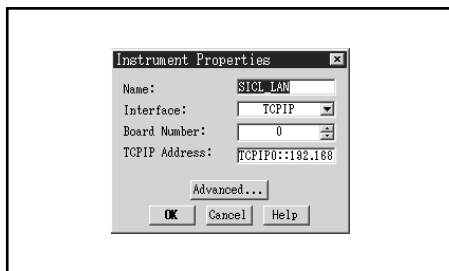 Instrument Properties
Name: SICL_LAN
Interface: TCPIP
Board Number: 0
TCPIP Address: TCPIP0::192.168
Advanced...
OK Cancel Help